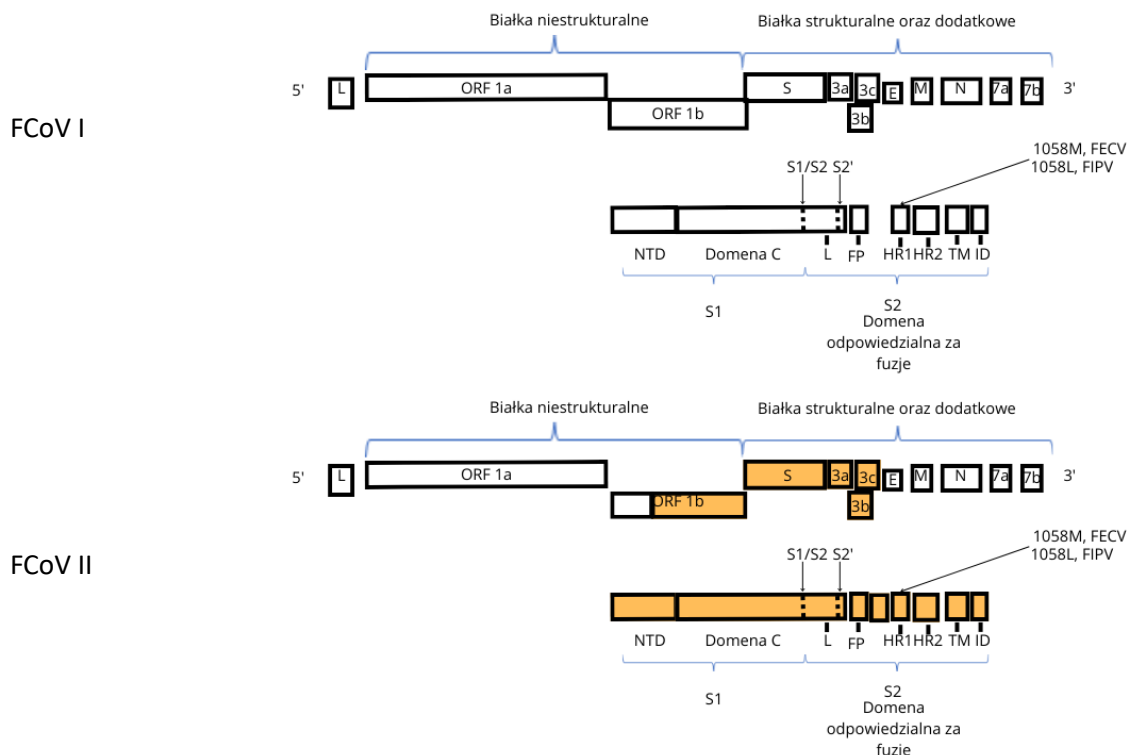 Białka niestrukturalne
Białka strukturalne oraz dodatkowe
5' L ORF 1a S 3a 3c E M N 7a 7b 3'
ORF 1b 3b
FCoV I
1058M, FECV
1058L, FIPV
S1/S2 S2'
NTD Domena C L FP HR1 HR2 TM ID
S1
S2
Domena
odpowiedzialna za
fuzje
Białka niestrukturalne
Białka strukturalne oraz dodatkowe
5' L ORF 1a S 3a 3c E M N 7a 7b 3'
ORF 1b 3b
1058M, FECV
1058L, FIPV
S1/S2 S2'
FCoV II
NTD Domena C L FP HR1 HR2 TM ID
S1
S2
Domena
odpowiedzialna za
fuzje